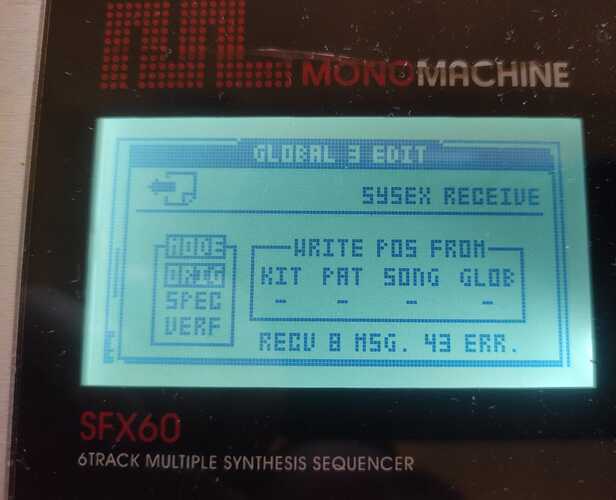 MONOMACHINE
GLOBAL 3 EDIT
SYSEX RECEIVE
MODE
ORIG
SPEC
VERF
WRITE POS FROM
KIT PAT SONG GLOB
- - - -
RECV 8 MSG. 43 ERR.
SFX60
6TRACK MULTIPLE SYNTHESIS SEQUENCER